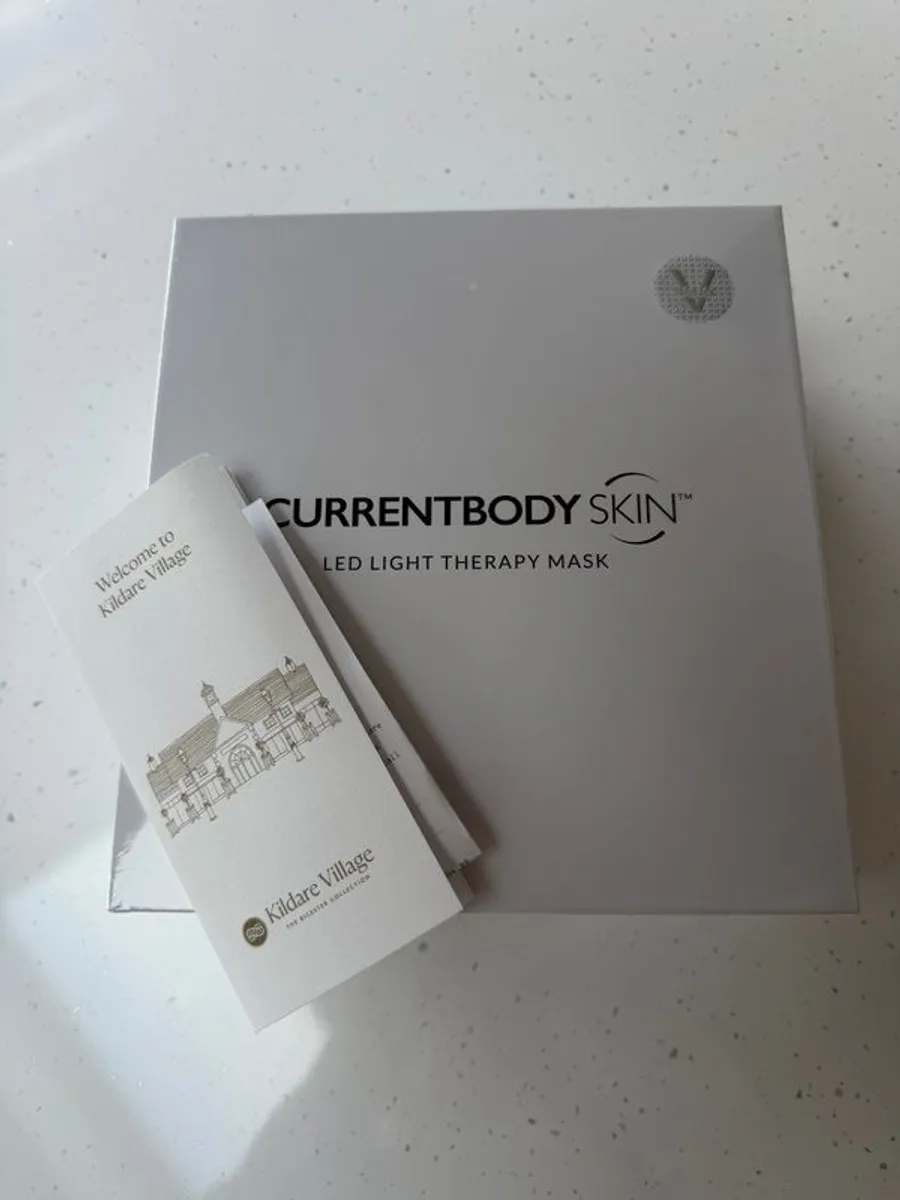 V
CURRENTBODY SKIN™
LED LIGHT THERAPY MASK
Welcome to
Kildare Village
Kildare Village
THE BICESTER COLLECTION